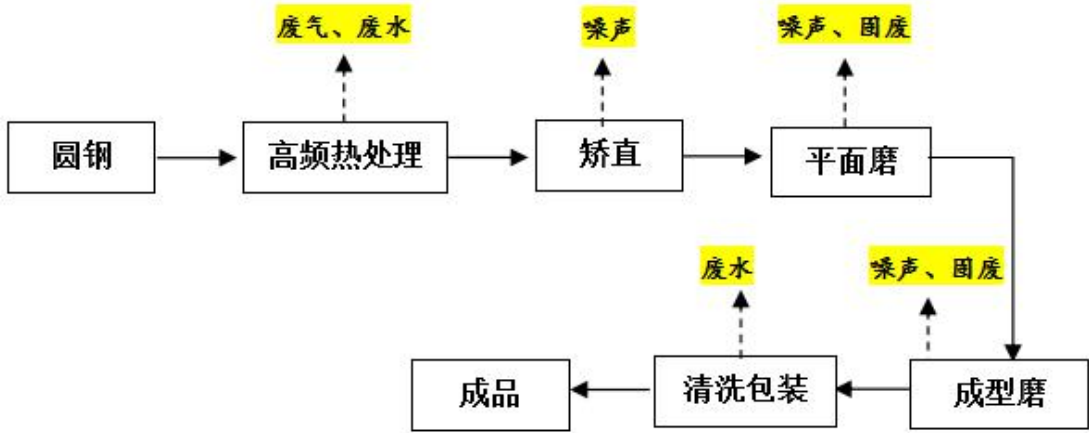 废气、废水
噪声
噪声、固废
圆钢
高频热处理
矫直
平面磨
废水
噪声、固废
成品
清洗包装
成型磨